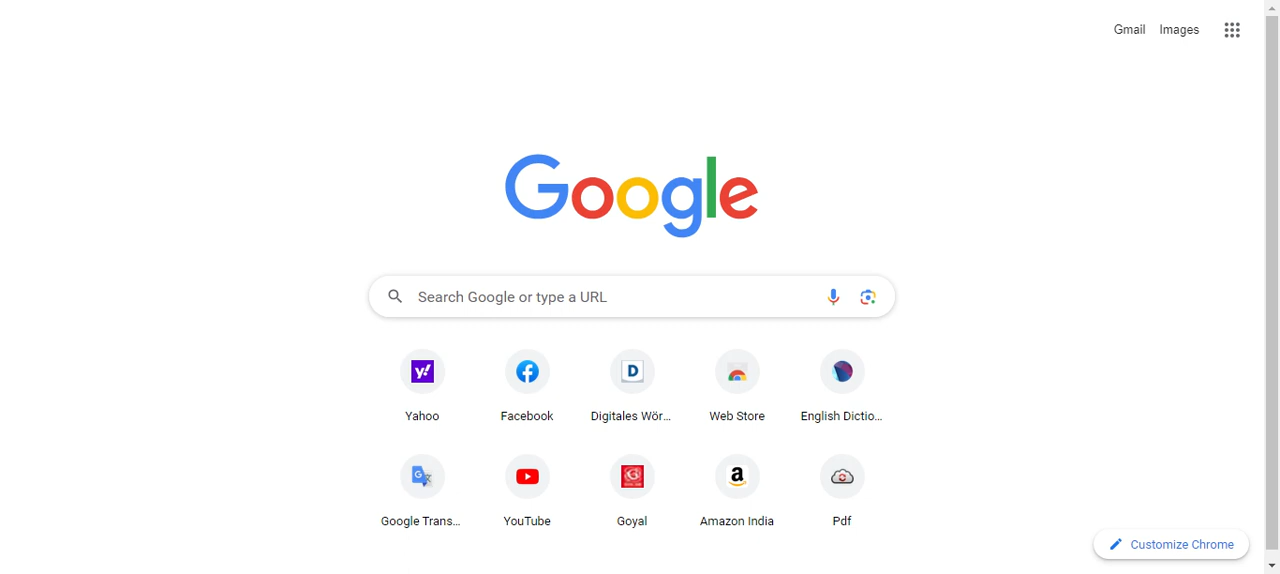 Gmail Images
Google
Search Google or type a URL
Yahoo Facebook Digitales Wör... Web Store English Dictio...
Google Trans... YouTube Goyal Amazon India Pdf
Customize Chrome